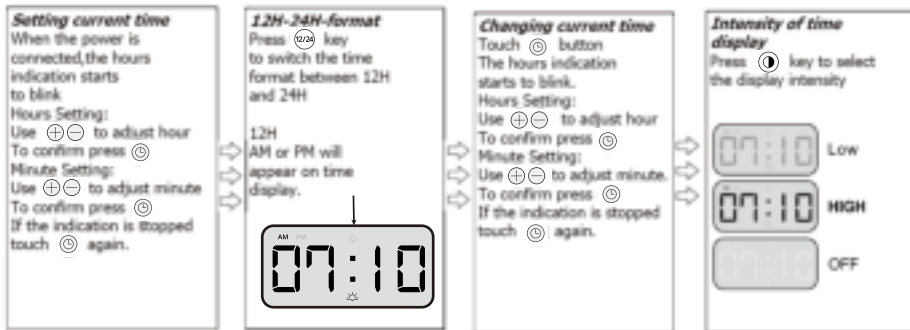 Setting current time
When the power is
connected,the hours
indication starts
to blink
Hours Setting:
Use to adjust hour
To confirm press
Minute Setting:
Use to adjust minute
To confirm press
If the indication is stopped
touch again.
12H-24H-format
Press 12/24 key
to switch the time
format between 12H
and 24H
12H
AM or PM will
appear on time
display.
AM PM
07:10
Changing current time
Touch button
The hours indication
starts to blink.
Hours Setting:
Use to adjust hour
To confirm press
Minute Setting:
Use to adjust minute.
To confirm press
If the indication is stopped
touch again.
Intensity of time
display
Press key to select
the display intensity
07:10 Low
07:10 HIGH
07:10 OFF